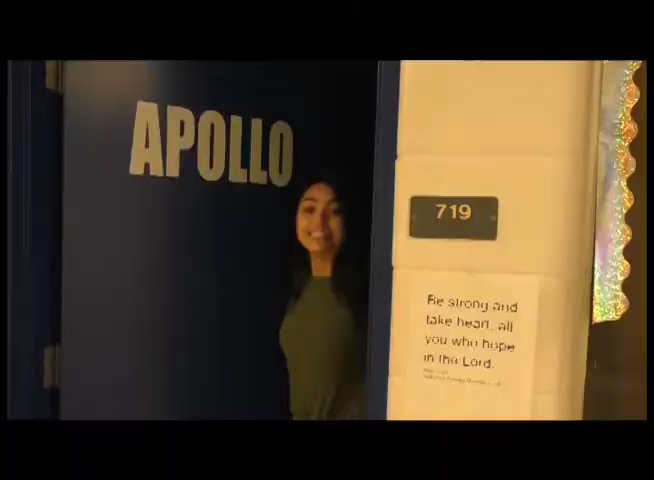 APOLLO
719
Be strong and
take heart, all
you who hope
in the Lord.